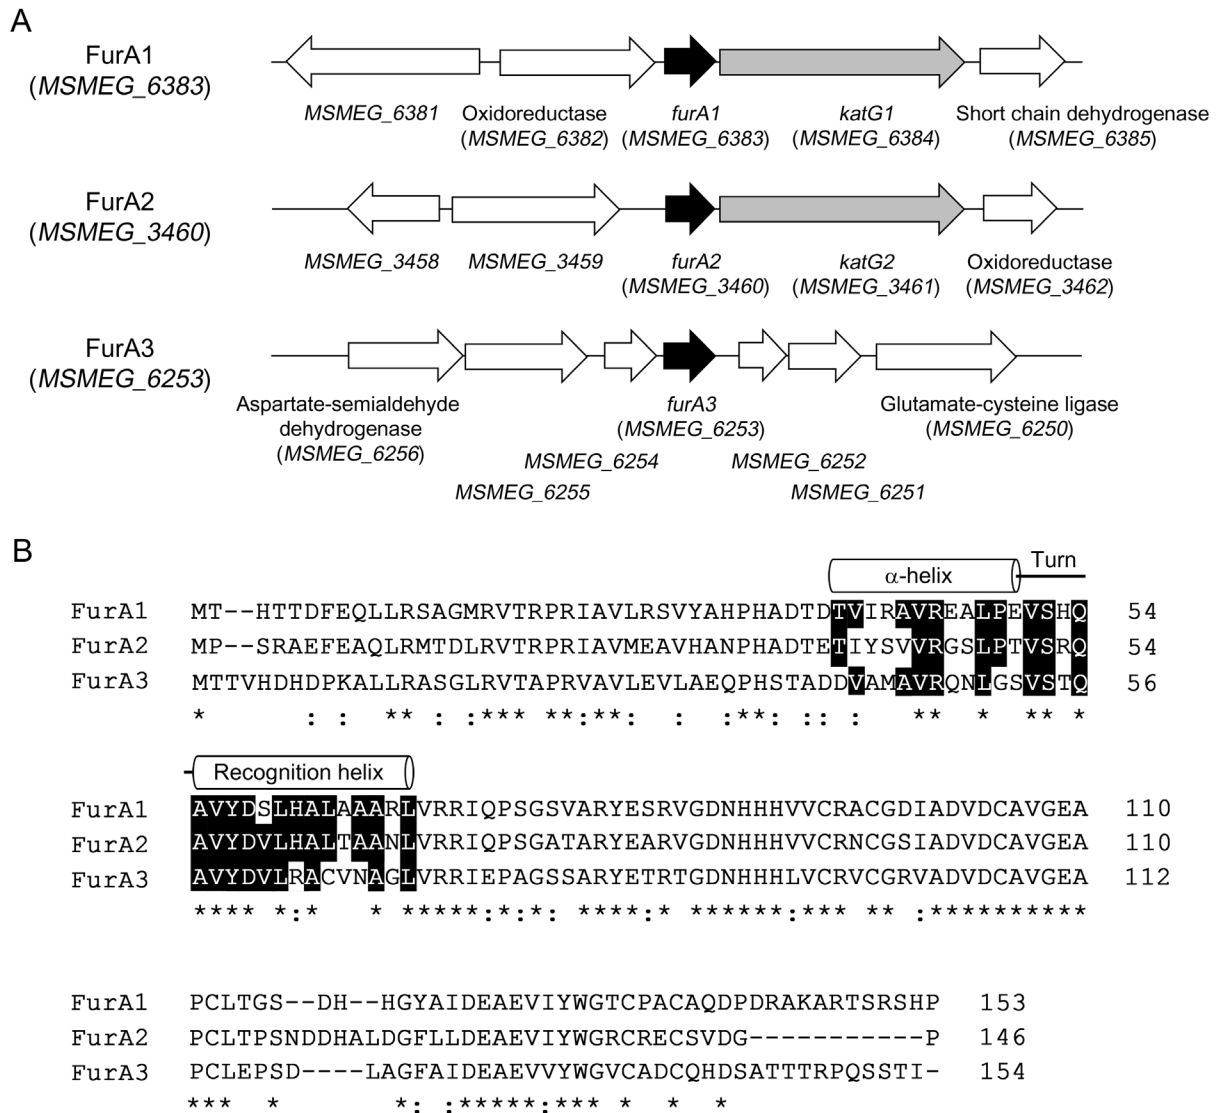 A
FurA1
(MSMEG_6383)
MSMEG_6381
Oxidoreductase
(MSMEG_6382)
furA1
(MSMEG_6383)
katG1
(MSMEG_6384)
Short chain dehydrogenase
(MSMEG_6385)
FurA2
(MSMEG_3460)
MSMEG_3458
MSMEG_3459
furA2
(MSMEG_3460)
katG2
(MSMEG_3461)
Oxidoreductase
(MSMEG_3462)
FurA3
(MSMEG_6253)
Aspartate-semialdehyde
dehydrogenase
(MSMEG_6256)
furA3
(MSMEG_6253)
Glutamate-cysteine ligase
(MSMEG_6250)
MSMEG_6254
MSMEG_6252
MSMEG_6255
MSMEG_6251
B
α-helix Turn
FurA1 MT--HTTDFEQLLRSAGMRVTRPRIAVLRSVYAHPHADTDTVIRAVREALPEVSHQ 54
FurA2 MP--SRAEFEAQLRMTDLRVTRPRIAVMEAVHANPHADTETIYSVVRGSLPTVSRQ 54
FurA3 MTTVHDHDPKALLRASGLRVTAPRVAVLEVLAEQPHSTADDVAMAVRQNLGSVSTQ 56
* : : ** : :*** **:**: : : **: :: : ** * ** *
Recognition helix
FurA1 AVYDSLHALAAARLVRRIQPSGSVARYESRVGDNHHHVVCRACGDIADVDCAVGEA 110
FurA2 AVYDVLHALTAANLVRRIQPSGATARYEARVGDNHHHVVCRNCGSIADVDCAVGEA 110
FurA3 AVYDVLRACVNAGLVRRIEPAGSSARYETRTGDNHHHLVCRVCGRVADVDCAVGEA 112
**** *:* * *****:*:*: ****:* ******:*** ** :**********
FurA1 PCLTGS--DH--HGYAIDEAEVIYWGTCPACAQDPDRAKARTSRSHP 153
FurA2 PCLTPSNDDHALDGFLLDEAEVIYWGRCRECSVDG-----------P 146
FurA3 PCLEPSD----LAGFAIDEAEVVYWGVCADCQHDSATTTRPQSSTI- 154
*** * *: :*****:*** * * *